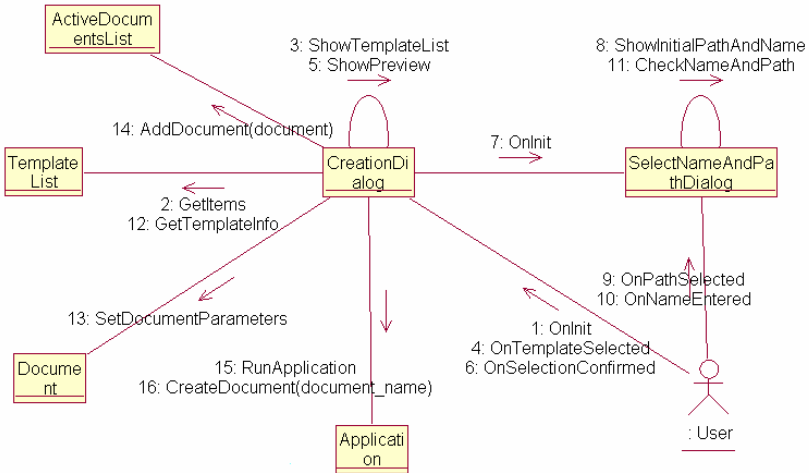 ActiveDocum
entsList
3: ShowTemplateList
5: ShowPreview
8: ShowInitialPathAndName
11: CheckNameAndPath
14: AddDocument(document)
7: OnInit
Template
List
CreationDi
alog
SelectNameAndPa
thDialog
2: GetItems
12: GetTemplateInfo
9: OnPathSelected
10: OnNameEntered
13: SetDocumentParameters
1: OnInit
4: OnTemplateSelected
6: OnSelectionConfirmed
Docume
nt
15: RunApplication
16: CreateDocument(document_name)
: User
Applicati
on